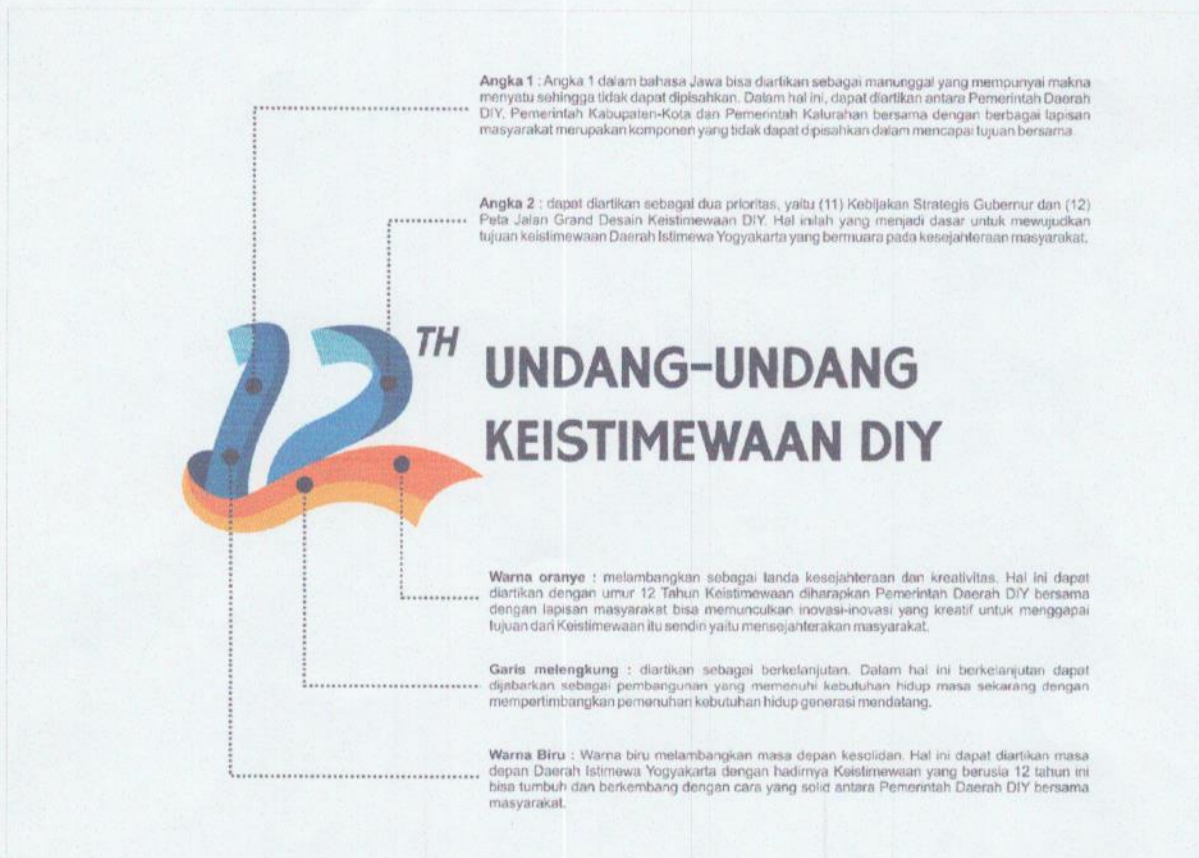 Angka 1 : Angka 1 dalam bahasa Jawa bisa diartikan sebagai manunggal yang mempunyai makna
menyatu sehingga tidak dapat dipisahkan. Dalam hal ini, dapat diartikan antara Pemerintah Daerah
DIY, Pemerintah Kabupaten-Kota dan Pemerintah Kalurahan bersama dengan berbagai lapisan
masyarakat merupakan komponen yang tidak dapat dipisahkan dalam mencapai tujuan bersama.
Angka 2 : dapat diartikan sebagai dua prioritas, yaitu (11) Kebijakan Strategis Gubernur dan (12)
Peta Jalan Grand Desain Keistimewaan DIY. Hal inilah yang menjadi dasar untuk mewujudkan
tujuan keistimewaan Daerah Istimewa Yogyakarta yang bermuara pada kesejahteraan masyarakat.
12 TH
UNDANG-UNDANG
KEISTIMEWAAN DIY
Warna oranye : melambangkan sebagai tanda kesejahteraan dan kreativitas. Hal ini dapat
diartikan dengan umur 12 Tahun Keistimewaan diharapkan Pemerintah Daerah DIY bersama
dengan lapisan masyarakat bisa memunculkan inovasi-inovasi yang kreatif untuk menggapai
tujuan dari Keistimewaan itu sendiri yaitu mensejahterakan masyarakat.
Garis melengkung : diartikan sebagai berkelanjutan. Dalam hal ini berkelanjutan dapat
dijabarkan sebagai pembangunan yang memenuhi kebutuhan hidup masa sekarang dengan
mempertimbangkan pemenuhan kebutuhan hidup generasi mendatang.
Warna Biru : Warna biru melambangkan masa depan kesolidan. Hal ini dapat diartikan masa
depan Daerah Istimewa Yogyakarta dengan hadirnya Keistimewaan yang berusia 12 tahun ini
bisa tumbuh dan berkembang dengan cara yang solid antara Pemerintah Daerah DIY bersama
masyarakat.